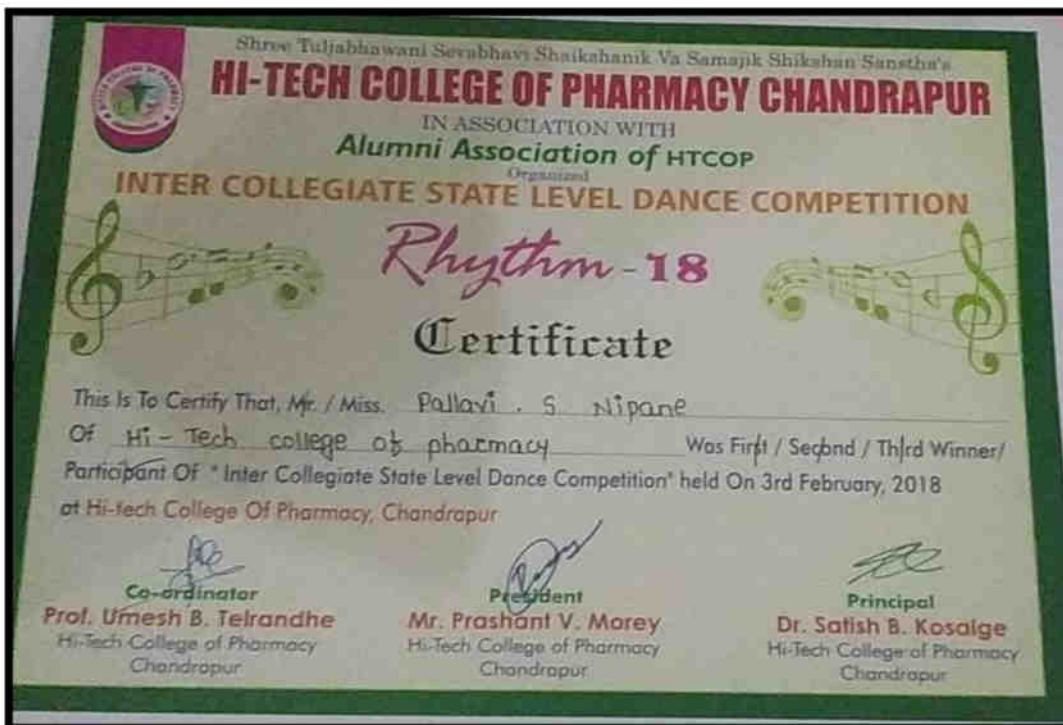 Shree Tuljabhawani Sevabhavi Shaikshanik Va Samajik Shikshan Sanstha's
HI-TECH COLLEGE OF PHARMACY CHANDRAPUR
IN ASSOCIATION WITH
Alumni Association of HTCOP
Organized
INTER COLLEGIATE STATE LEVEL DANCE COMPETITION
Rhythm-18
Certificate
This Is To Certify That, Mr. / Miss. Pallavi . S Nipane
Of Hi-Tech college of pharmacy Was First / Second / Third Winner/
Participant Of "Inter Collegiate State Level Dance Competition" held On 3rd February, 2018
at Hi-tech College Of Pharmacy, Chandrapur
Co-ordinator President Principal
Prof. Umesh B. Telrandhe Mr. Prashant V. Morey Dr. Satish B. Kosalge
Hi-Tech College of Pharmacy Hi-Tech College of Pharmacy Hi-Tech College of Pharmacy
Chandrapur Chandrapur Chandrapur